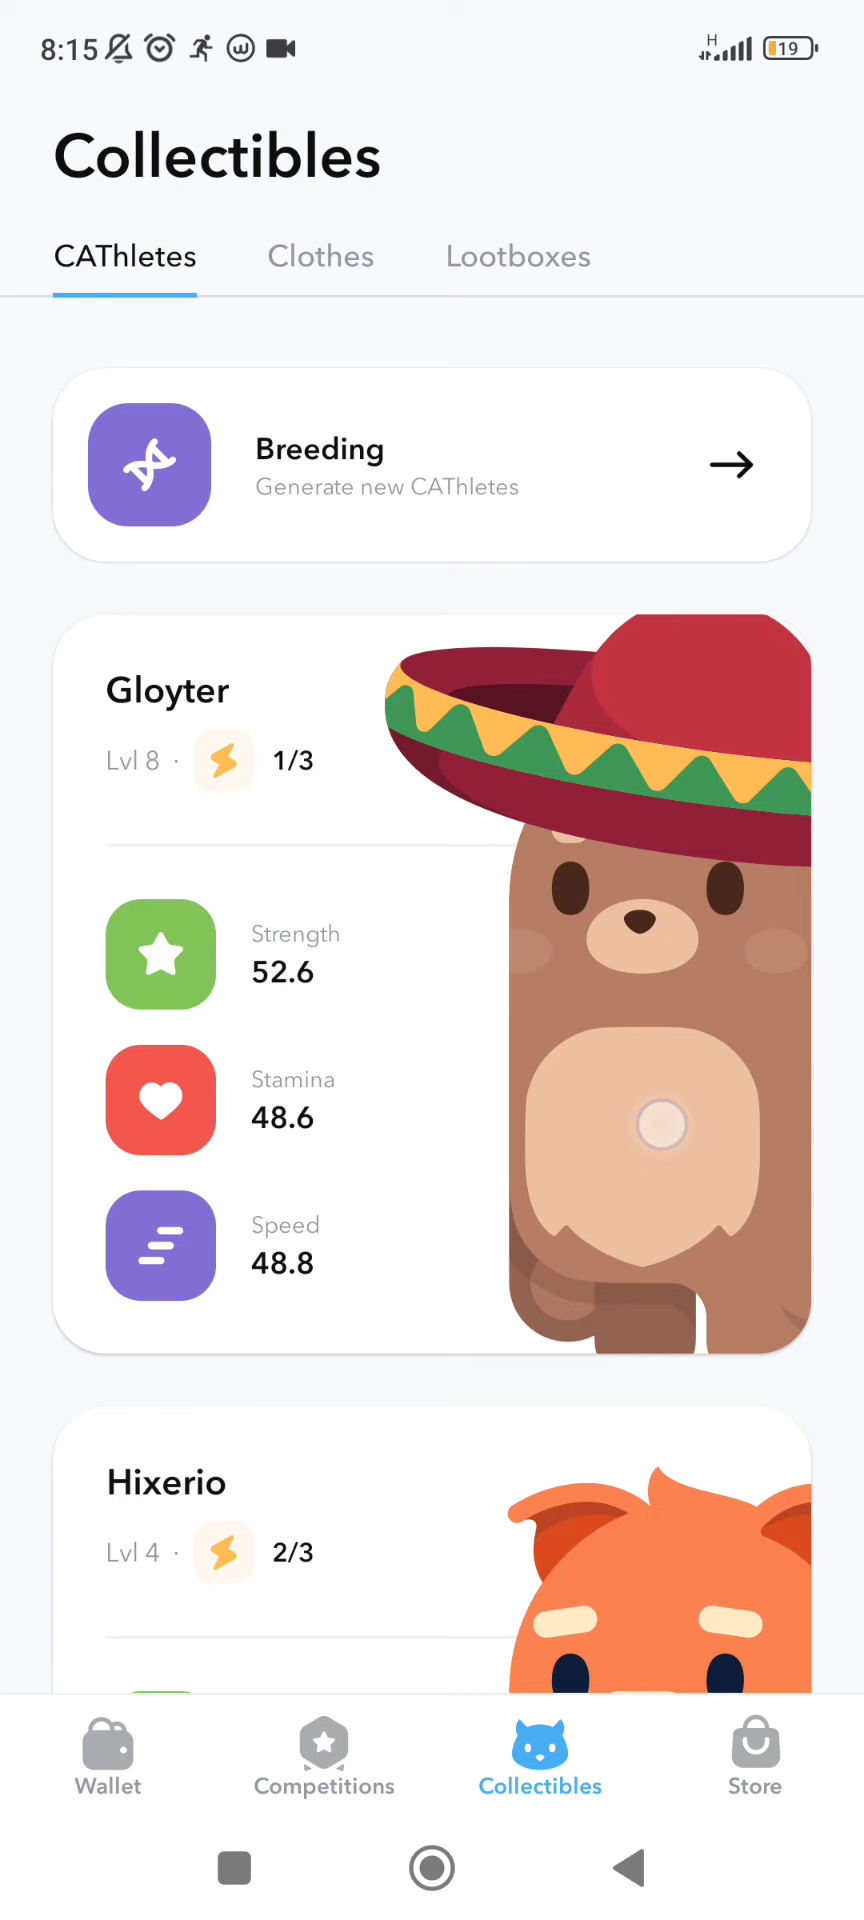 8:15
H
19
Collectibles
CAThletes Clothes Lootboxes
Breeding
Generate new CAThletes
Gloyter
Lvl 8 · 1/3
Strength
52.6
Stamina
48.6
Speed
48.8
Hixerio
Lvl 4 · 2/3
Wallet Competitions Collectibles Store